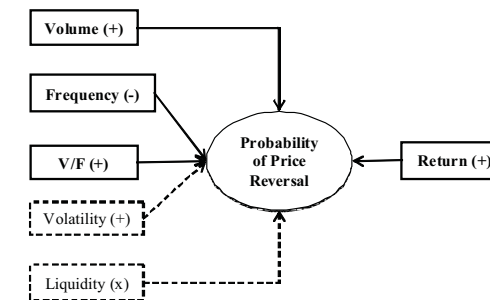 Volume (+)
Frequency (-)
V/F (+)
Volatility (+)
Liquidity (x)
Probability
of Price
Reversal
Return (+)